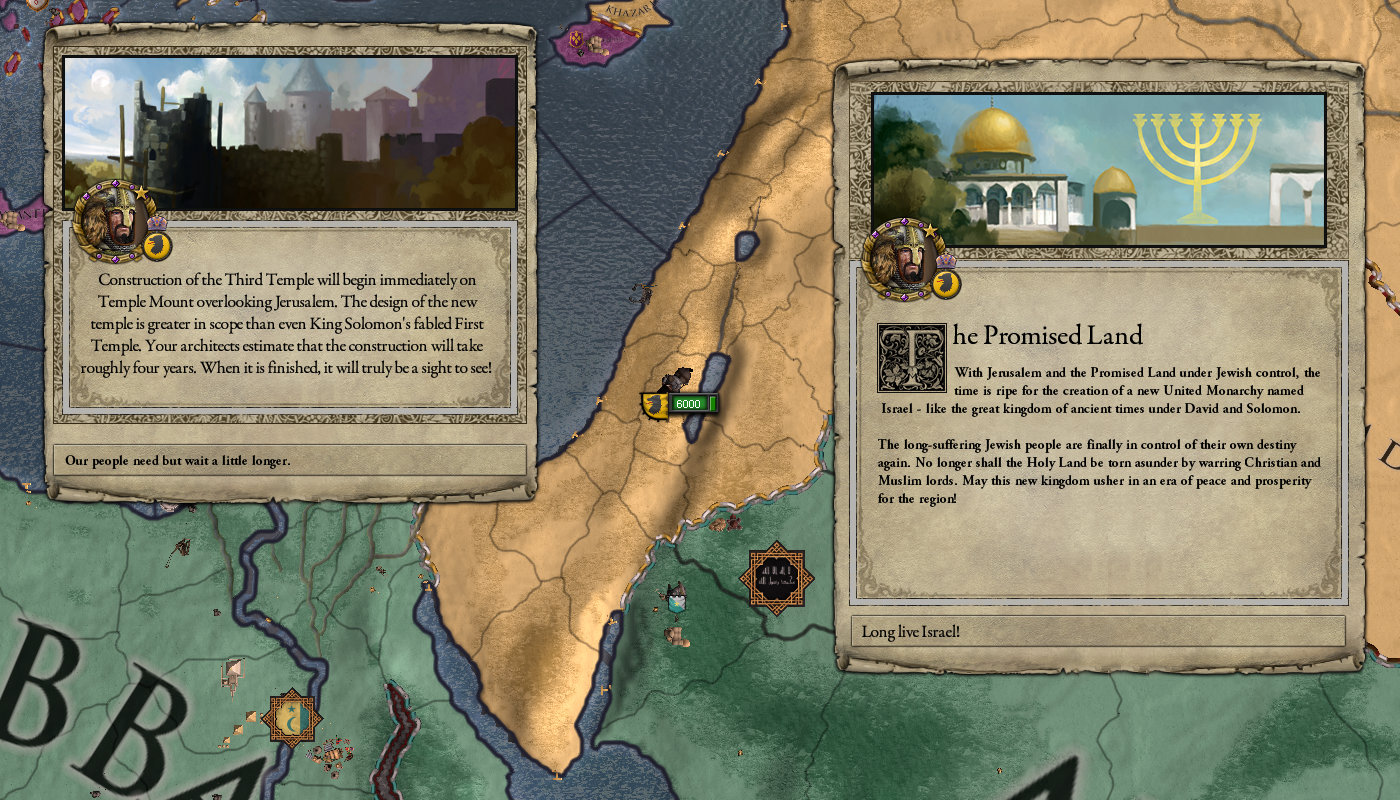 KHAZAR
Construction of the Third Temple will begin immediately on
Temple Mount overlooking Jerusalem. The design of the new
temple is greater in scope than even King Solomon's fabled First
Temple. Your architects estimate that the construction will take
roughly four years. When it is finished, it will truly be a sight to see!
Our people need but wait a little longer.
6000
The Promised Land
With Jerusalem and the Promised Land under Jewish control, the
time is ripe for the creation of a new United Monarchy named
Israel - like the great kingdom of ancient times under David and Solomon.
The long-suffering Jewish people are finally in control of their own destiny
again. No longer shall the Holy Land be torn asunder by warring Christian and
Muslim lords. May this new kingdom usher in an era of peace and prosperity
for the region!
Long live Israel!
BBA